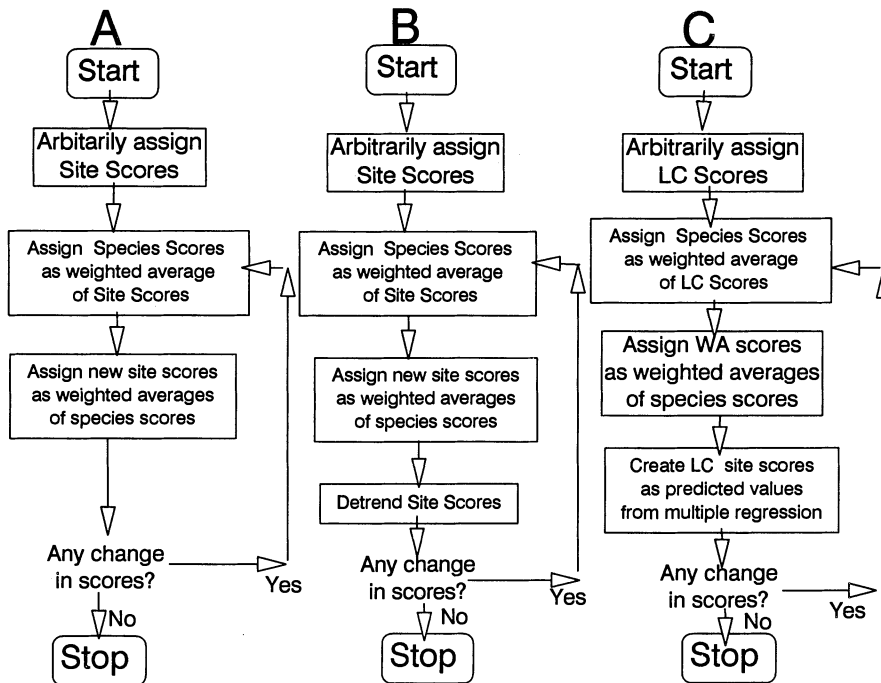 A
Start
Arbitarily assign
Site Scores
Assign Species Scores
as weighted average
of Site Scores
Assign new site scores
as weighted averages
of species scores
Any change
in scores?
Yes
No
Stop
B
Start
Arbitrarily assign
Site Scores
Assign Species Scores
as weighted average
of Site Scores
Assign new site scores
as weighted averages
of species scores
Detrend Site Scores
Any change
in scores?
Yes
No
Stop
C
Start
Arbitrarily assign
LC Scores
Assign Species Scores
as weighted average
of LC Scores
Assign WA scores
as weighted averages
of species scores
Create LC site scores
as predicted values
from multiple regression
Any change
in scores?
Yes
No
Stop